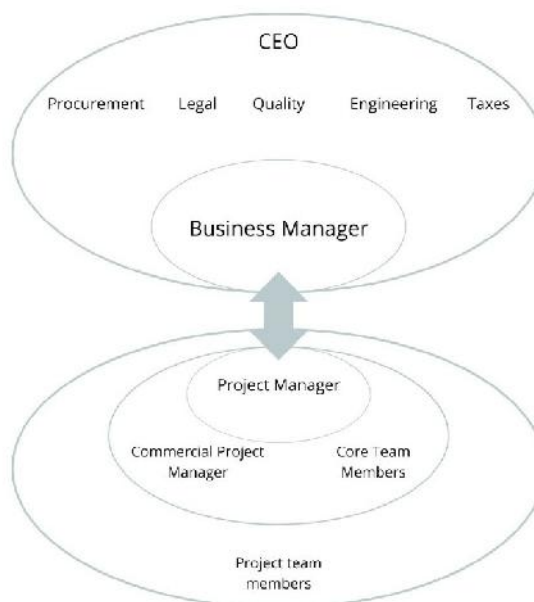 CEO
Procurement Legal Quality Engineering Taxes
Business Manager
Project Manager
Commercial Project
Manager
Core Team
Members
Project team
members